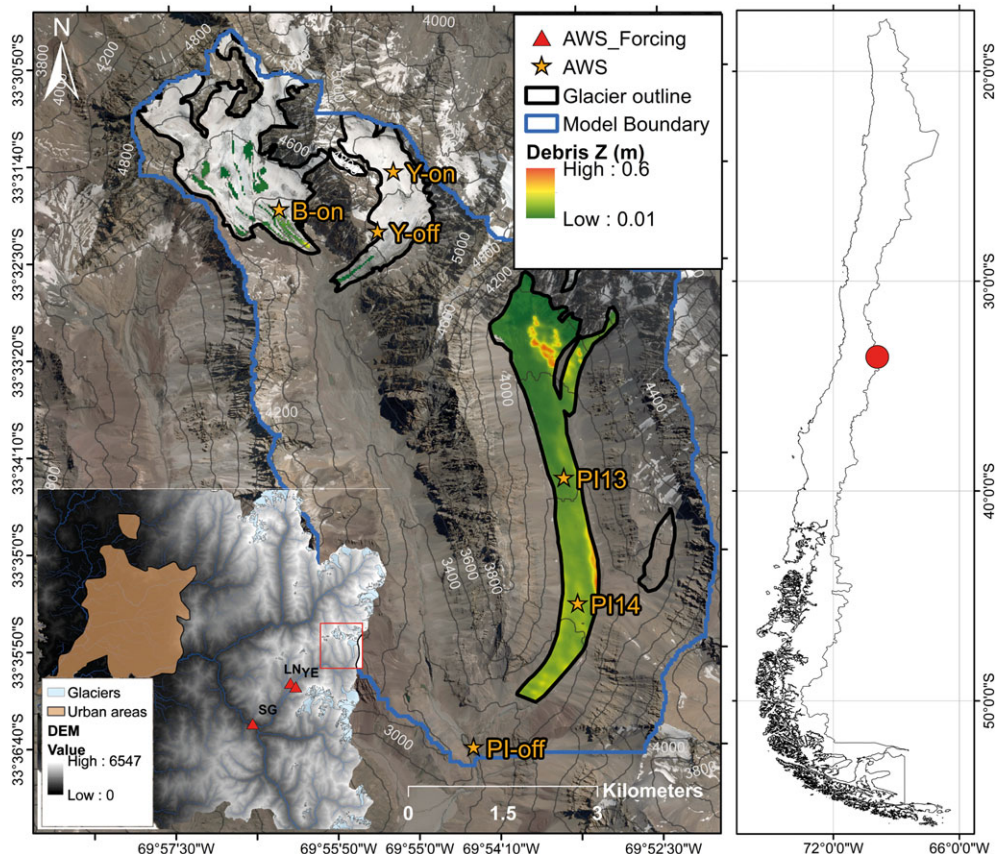 N
AWS_Forcing
AWS
Glacier outline
Model Boundary
Debris Z (m)
High : 0.6
Low : 0.01
33°30'50"S
33°31'40"S
33°32'30"S
33°33'20"S
33°34'10"S
33°35'0"S
33°35'50"S
33°36'40"S
3800
4000
4200
4800
4000
4800
4600
5000
4800
4200
4000
4400
4200
3400
3600
3800
3000
4000
3800
Y-on
B-on
Y-off
PI13
PI14
PI-off
LN
YE
SG
Glaciers
Urban areas
DEM
Value
High : 6547
Low : 0
Kilometers
0
1.5
3
69°57'30"W
69°55'50"W
69°55'0"W
69°54'10"W
69°52'30"W
20°0'0"S
30°0'0"S
40°0'0"S
50°0'0"S
72°0'0"W
66°0'0"W